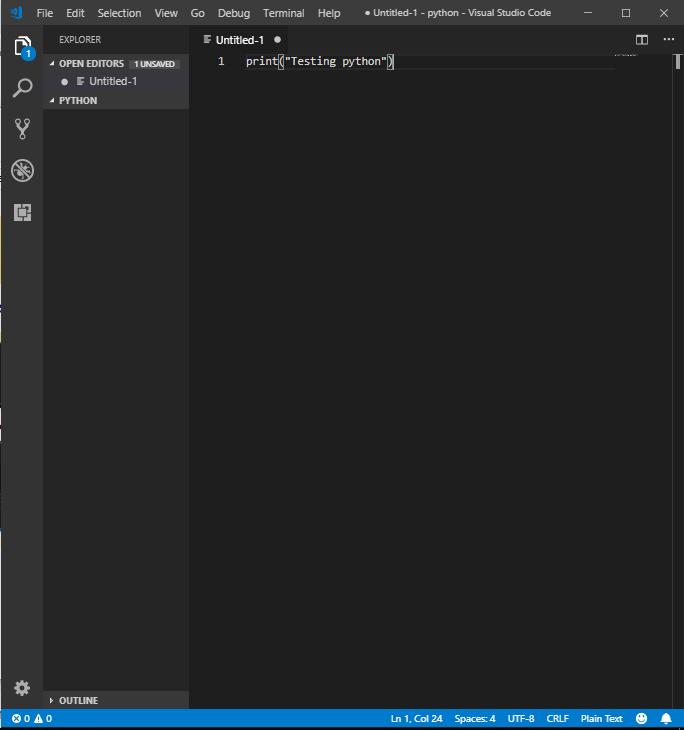 File Edit Selection View Go Debug Terminal Help ● Untitled-1 - python - Visual Studio Code
1
EXPLORER
OPEN EDITORS 1 UNSAVED
Untitled-1
PYTHON
OUTLINE
Untitled-1
1 print("Testing python")
0 0 Ln 1, Col 24 Spaces: 4 UTF-8 CRLF Plain Text